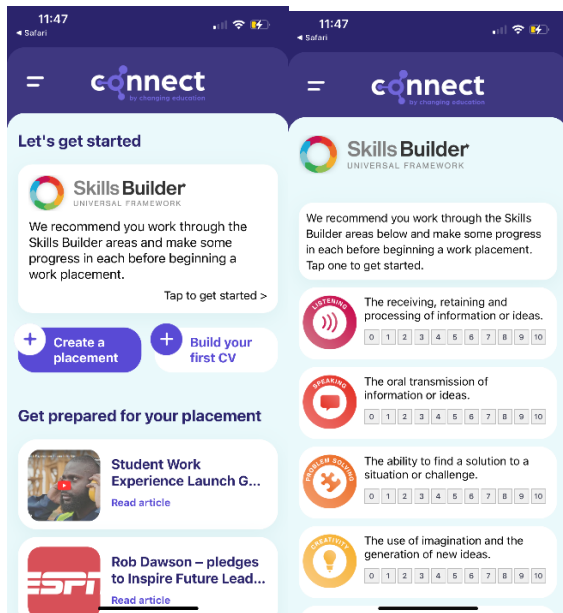 11:47
◄ Safari
connect
by changing education
Let's get started
Skills Builder
UNIVERSAL FRAMEWORK
We recommend you work through the
Skills Builder areas and make some
progress in each before beginning a
work placement.
Tap to get started >
+ Create a
placement
+ Build your
first CV
Get prepared for your placement
Student Work
Experience Launch G...
Read article
ESPN
Rob Dawson – pledges
to Inspire Future Lead...
Read article
11:47
◄ Safari
connect
by changing education
Skills Builder
UNIVERSAL FRAMEWORK
We recommend you work through the Skills
Builder areas below and make some progress
in each before beginning a work placement.
Tap one to get started.
LISTENING
The receiving, retaining and
processing of information or ideas.
0 1 2 3 4 5 6 7 8 9 10
SPEAKING
The oral transmission of
information or ideas.
0 1 2 3 4 5 6 7 8 9 10
PROBLEM SOLVING
The ability to find a solution to a
situation or challenge.
0 1 2 3 4 5 6 7 8 9 10
CREATIVITY
The use of imagination and the
generation of new ideas.
0 1 2 3 4 5 6 7 8 9 10